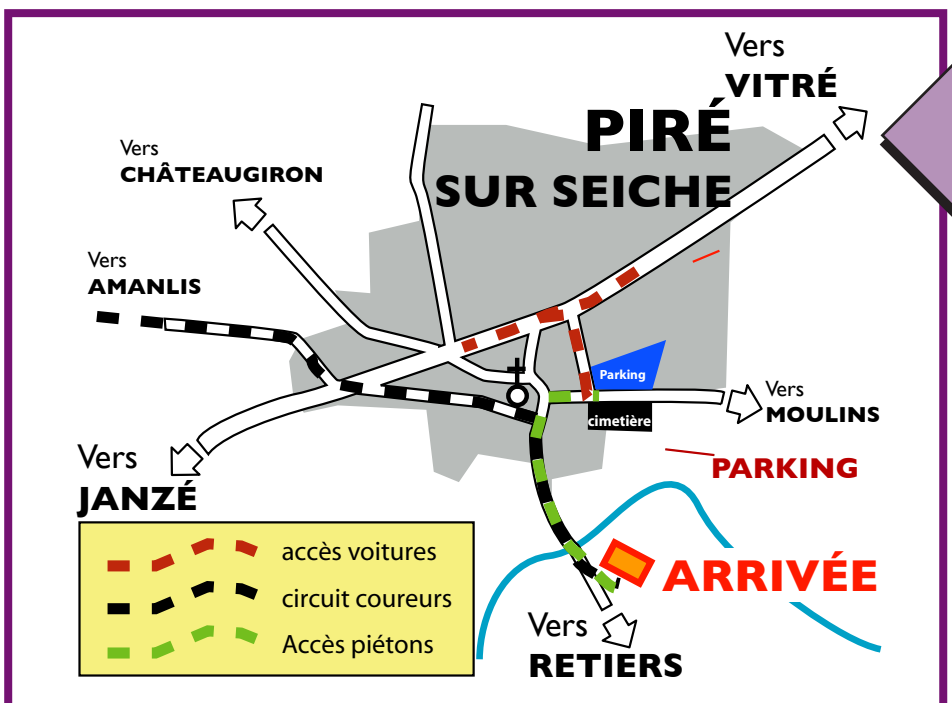 Vers
VITRÉ
PIRÉ
SUR SEICHE
Vers
CHÂTEAUGIRON
Vers
AMANLIS
Parking
cimetière
Vers
MOULINS
Vers
JANZÉ
PARKING
accès voitures
circuit coureurs
Accès piétons
ARRIVÉE
Vers
RETIERS